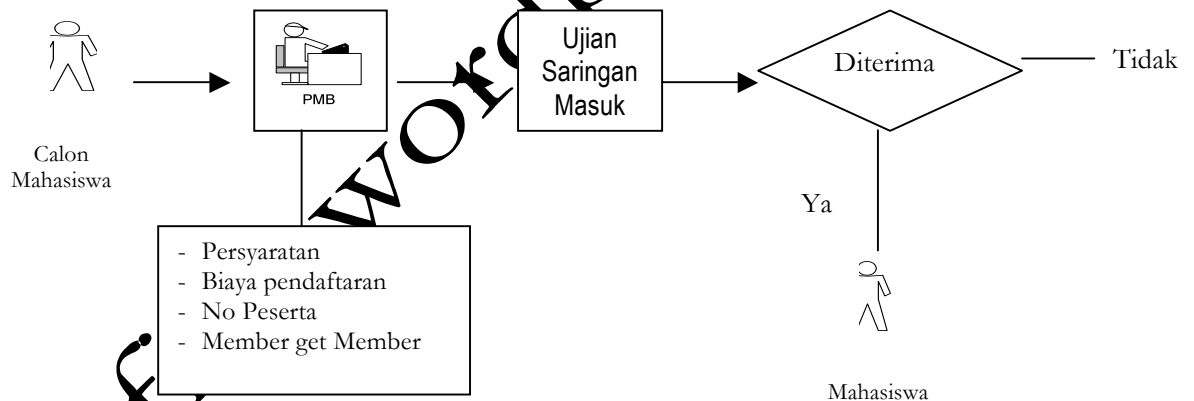 Calon
Mahasiswa
PMB
Ujian
Saringan
Masuk
Diterima
Tidak
Ya
- Persyaratan
- Biaya pendaftaran
- No Peserta
- Member get Member
Mahasiswa